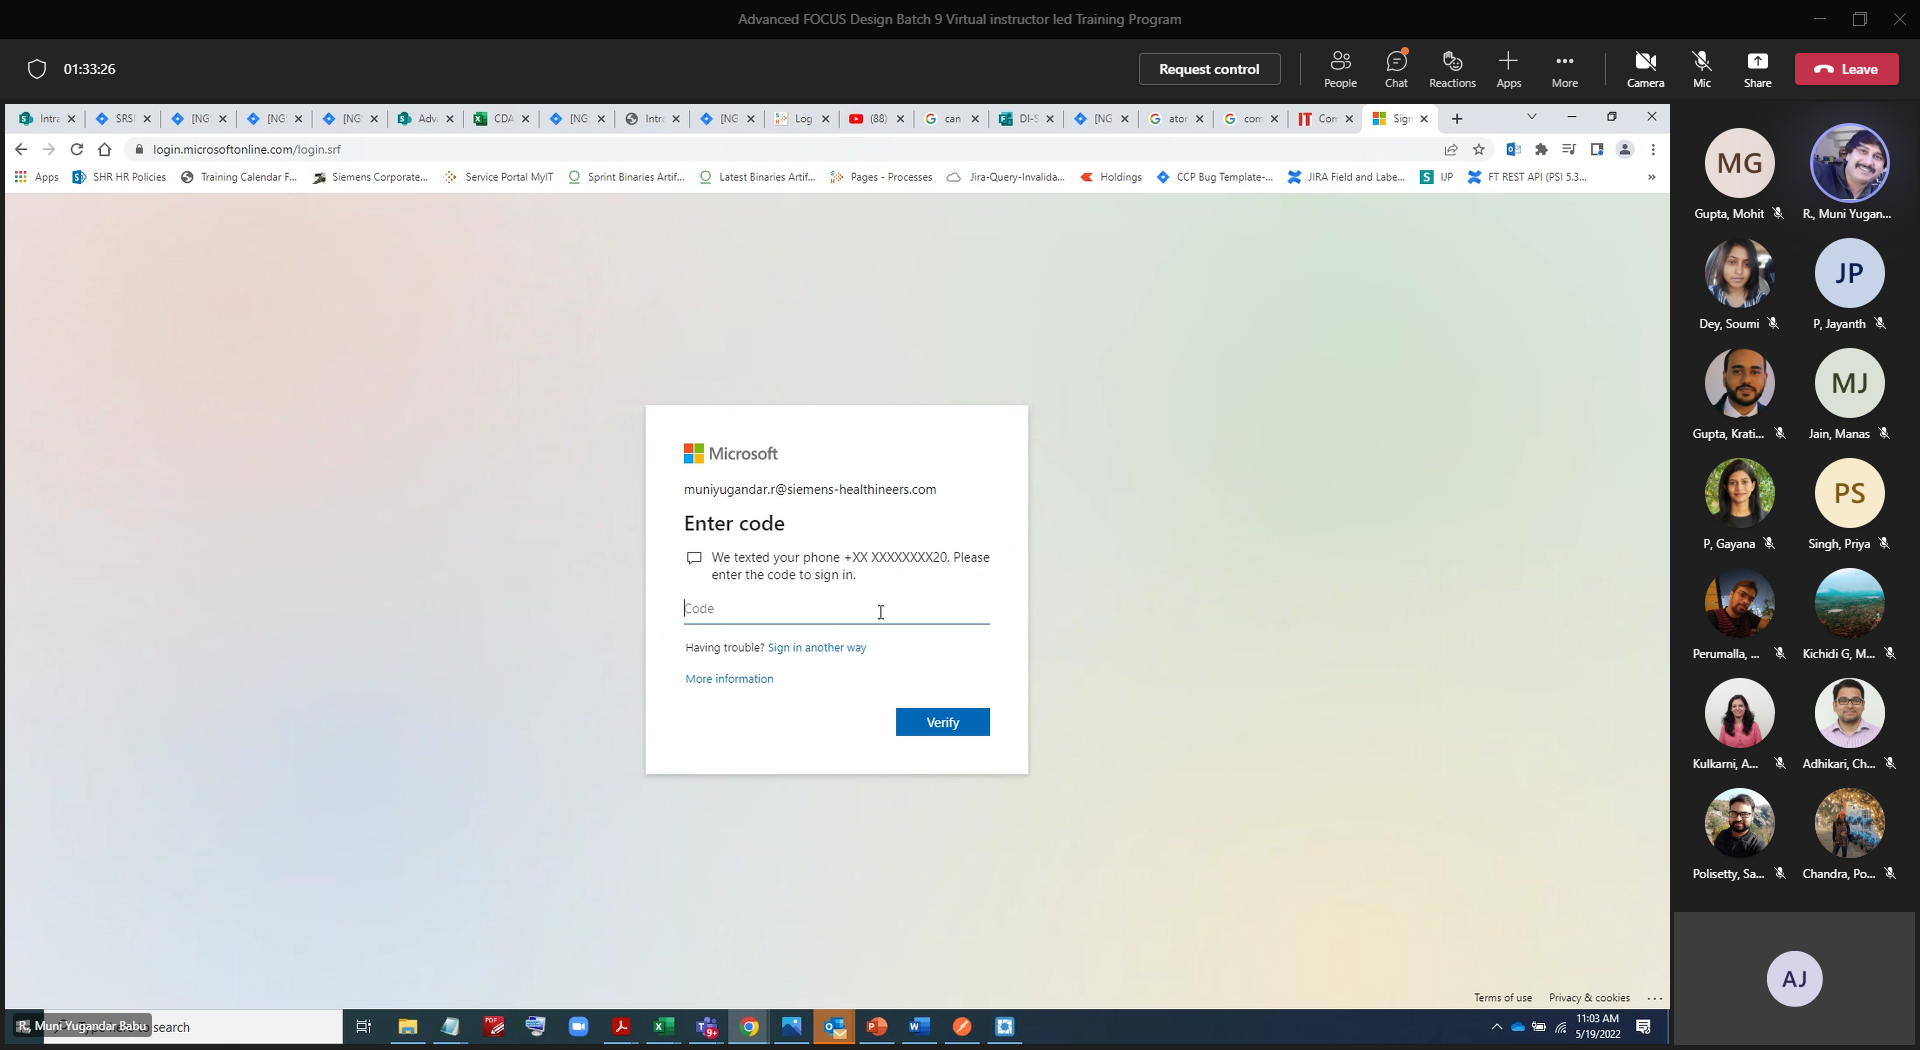 Advanced FOCUS Design Batch 9 Virtual instructor led Training Program
01:33:26
Request control
People
Chat
Reactions
Apps
More
Camera
Mic
Share
Leave
Intra
SRS
[NG
[NG
[NG
Adv
CDA
[NG
Intro
[NG
Log
(88)
can
DI-S
[NG
ator
com
Con
Sign
login.microsoftonline.com/login.srf
Apps
SHR HR Policies
Training Calendar F...
Siemens Corporate...
Service Portal MyIT
Sprint Binaries Artif...
Latest Binaries Artif...
Pages - Processes
Jira-Query-Invalida...
Holdings
CCP Bug Template-...
JIRA Field and Labe...
IJP
FT REST API (PSI 5.3...
»
Microsoft
muniyugandar.r@siemens-healthineers.com
Enter code
We texted your phone +XX XXXXXXXX20. Please
enter the code to sign in.
Code
Having trouble? Sign in another way
More information
Verify
Terms of use
Privacy & cookies
...
MG
Gupta, Mohit
R., Muni Yugan...
Dey, Soumi
JP
P, Jayanth
Gupta, Krati...
MJ
Jain, Manas
P, Gayana
PS
Singh, Priya
Perumalla, ...
Kichidi G, M...
Kulkarni, A...
Adhikari, Ch...
Polisetty, Sa...
Chandra, Po...
AJ
R., Muni Yugandar Babu
search
PDF
9+
11:03 AM
5/19/2022